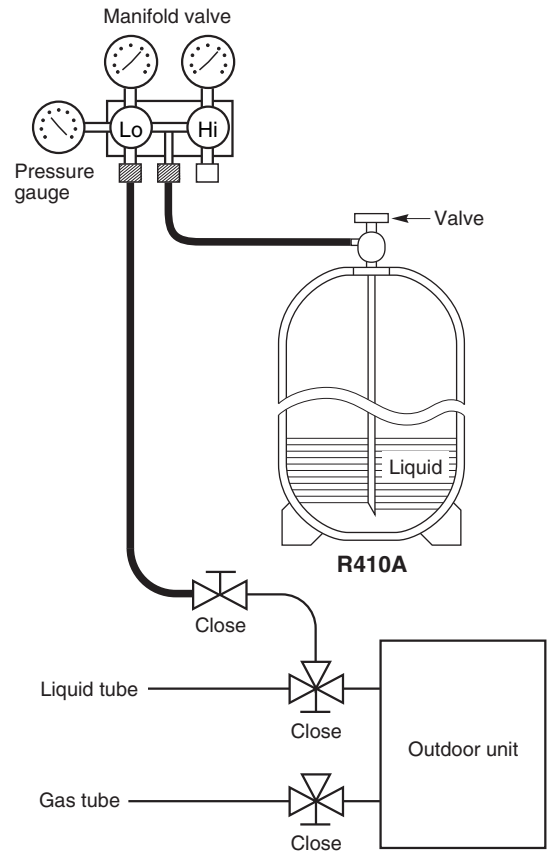 Manifold valve
Lo
Hi
Pressure
gauge
Valve
Liquid
R410A
Close
Liquid tube
Close
Outdoor unit
Gas tube
Close